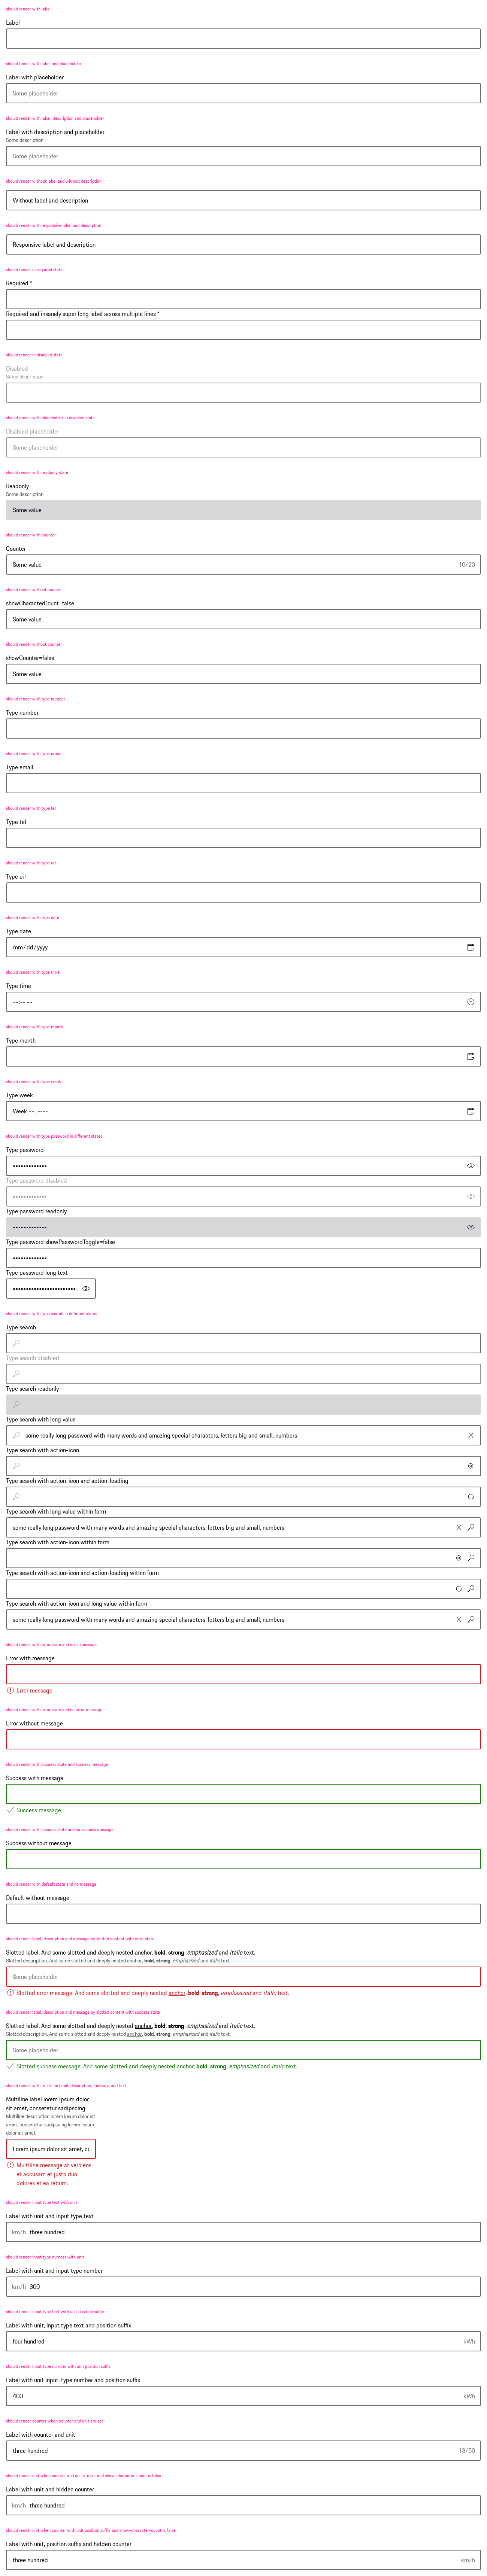 should render with label
Label
should render with label and placeholder
Label with placeholder
Some placeholder
should render with label, description and placeholder
Label with description and placeholder
Some description
Some placeholder
should render without label and without description
Without label and description
should render with responsive label and description
Responsive label and description
should render in required state
Required *
Required and insanely super long label across multiple lines *
should render in disabled state
Disabled
Some description
should render with placeholder in disabled state
Disabled placeholder
Some placeholder
should render with readonly state
Readonly
Some description
Some value
should render with counter
Counter
Some value 10/20
should render without counter
showCharacterCount=false
Some value
should render without counter
showCounter=false
Some value
should render with type number
Type number
should render with type email
Type email
should render with type tel
Type tel
should render with type url
Type url
should render with type date
Type date
mm/dd/yyyy
should render with type time
Type time
--:-- --
should render with type month
Type month
--------- ----
should render with type week
Type week
Week --, ----
should render with type password in different states
Type password
•••••••••••••
Type password disabled
•••••••••••••
Type password readonly
•••••••••••••
Type password showPasswordToggle=false
•••••••••••••
Type password long text
••••••••••••••••••••••••
should render with type search in different states
Type search
Type search disabled
Type search readonly
Type search with long value
some really long password with many words and amazing special characters, letters big and small, numbers
Type search with action-icon
Type search with action-icon and action-loading
Type search with long value within form
some really long password with many words and amazing special characters, letters big and small, numbers
Type search with action-icon within form
Type search with action-icon and action-loading within form
Type search with action-icon and long value within form
some really long password with many words and amazing special characters, letters big and small, numbers
should render with error state and error message
Error with message
Error message
should render with error state and no error message
Error without message
should render with success state and success message
Success with message
Success message
should render with success state and no success message
Success without message
should render with default state and no message
Default without message
should render label, description and message by slotted content with error state
Slotted label. And some slotted and deeply nested anchor, bold, strong, emphasized and italic text.
Slotted description. And some slotted and deeply nested anchor, bold, strong, emphasized and italic text.
Some placeholder
Slotted error message. And some slotted and deeply nested anchor, bold, strong, emphasized and italic text.
should render label, description and message by slotted content with success state
Slotted label. And some slotted and deeply nested anchor, bold, strong, emphasized and italic text.
Slotted description. And some slotted and deeply nested anchor, bold, strong, emphasized and italic text.
Some placeholder
Slotted success message. And some slotted and deeply nested anchor, bold, strong, emphasized and italic text.
should render with multiline label, description, message and text
Multiline label lorem ipsum dolor
sit amet, consetetur sadipscing
Multiline description lorem ipsum dolor sit
amet, consetetur sadipscing lorem ipsum
dolor sit amet
Lorem ipsum dolor sit amet, co
Multiline message at vero eos
et accusam et justo duo
dolores et ea rebum.
should render input type text with unit
Label with unit and input type text
km/h three hundred
should render input type number with unit
Label with unit and input type number
km/h 300
should render input type text with unit position suffix
Label with unit, input type text and position suffix
four hundred kWh
should render input type number with unit position suffix
Label with unit input, type number and position suffix
400 kWh
should render counter when counter and unit are set
Label with counter and unit
three hundred 13/50
should render unit when counter and unit are set and show-character-count is false
Label with unit and hidden counter
km/h three hundred
should render unit when counter with unit position suffix and show-character-count is false
Label with unit, position suffix and hidden counter
three hundred km/h